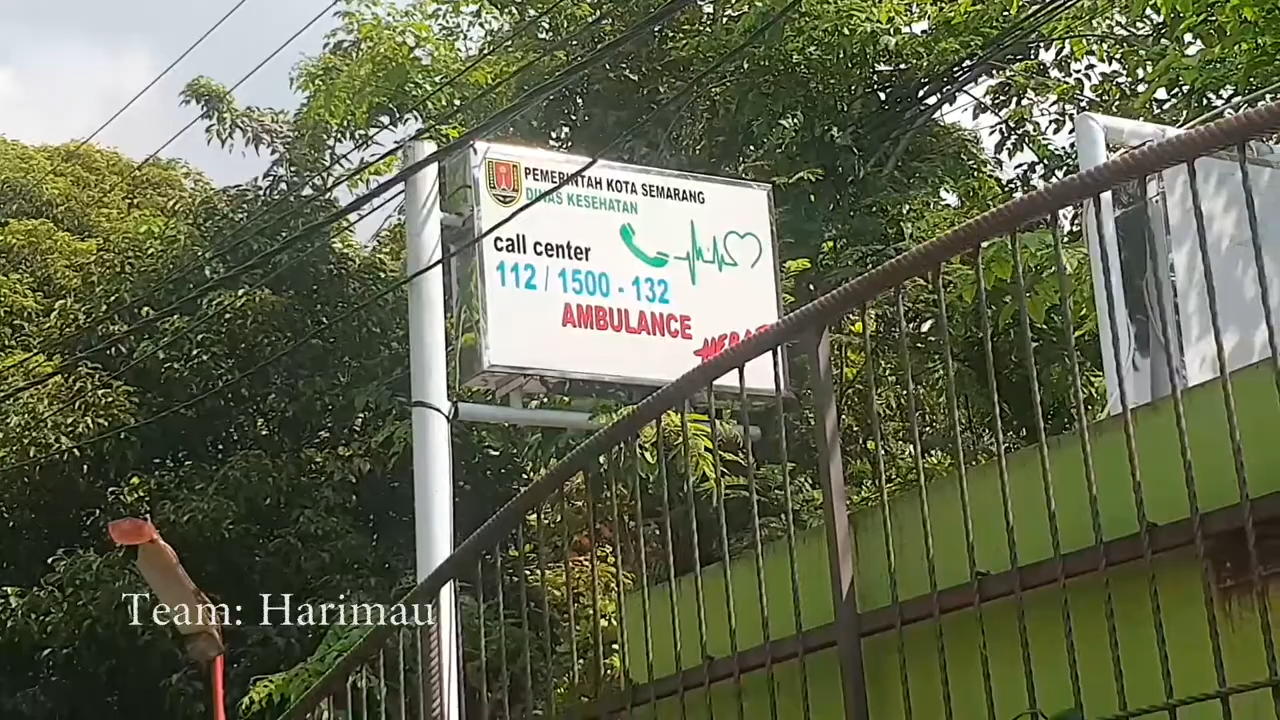 PEMERINTAH KOTA SEMARANG
DINAS KESEHATAN
call center
112 / 1500 - 132
AMBULANCE
Team: Harimau